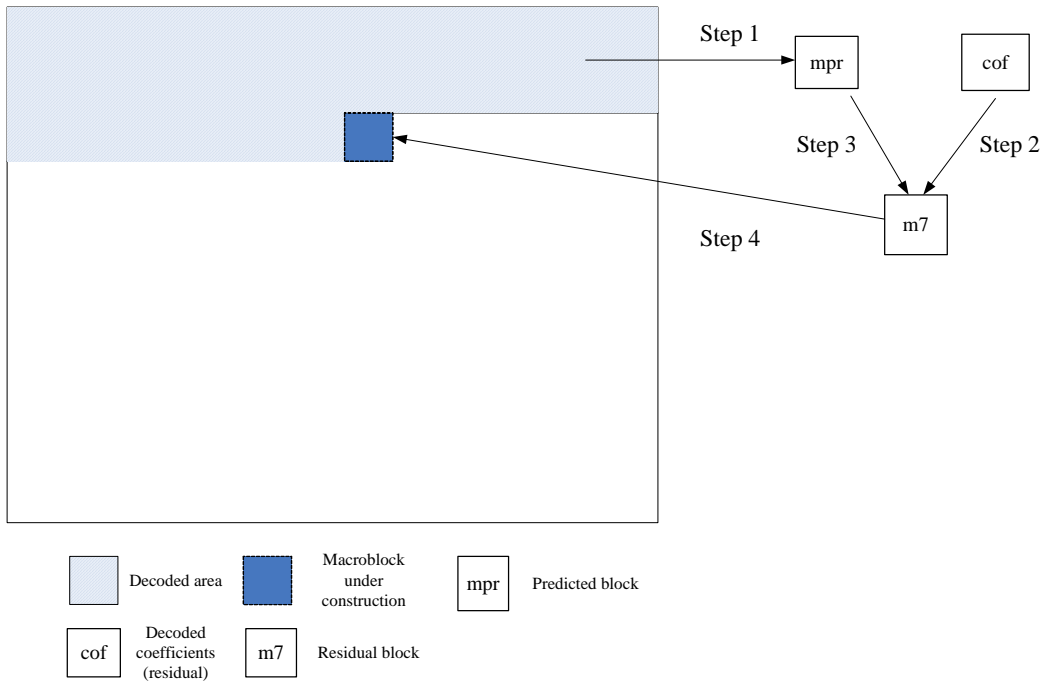 Step 1
mpr
cof
Step 3
Step 2
m7
Step 4
Decoded area
Macroblock
under
construction
mpr
Predicted block
cof
Decoded
coefficients
(residual)
m7
Residual block